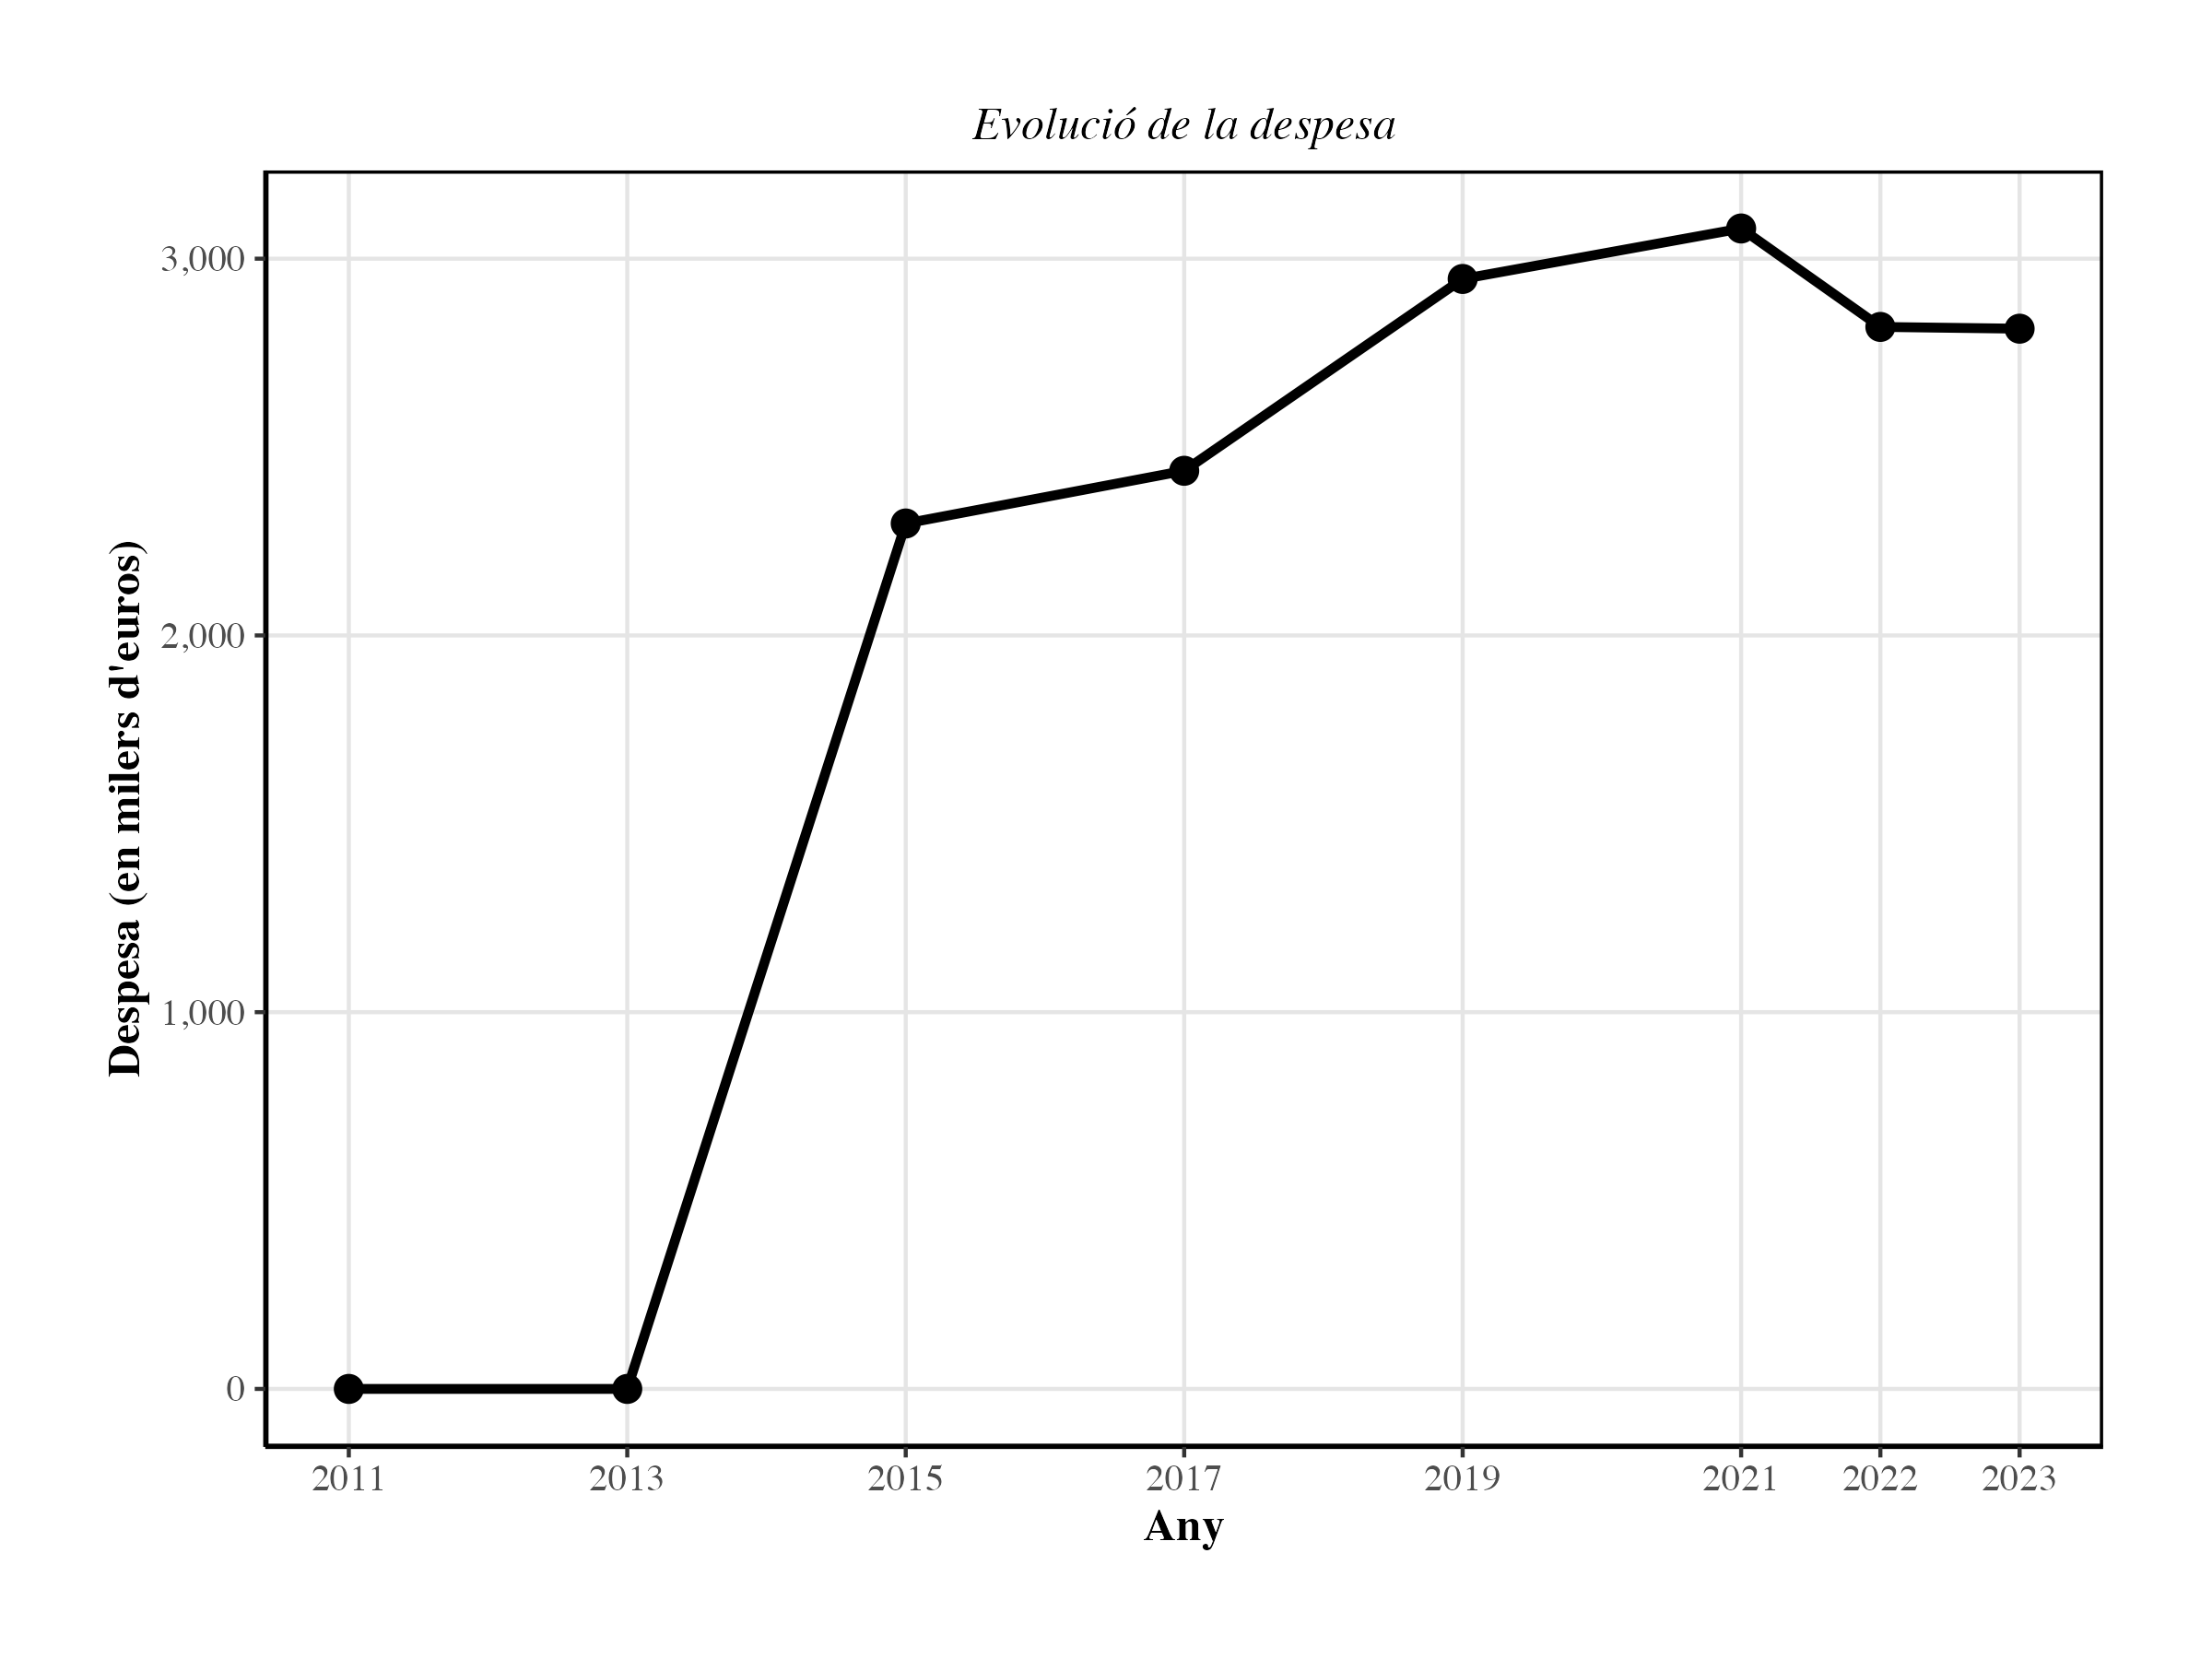 Evolució de la despesa
Despesa (en milers d'euros)
3,000
2,000
1,000
0
2011 2013 2015 2017 2019 2021 2022 2023
Any